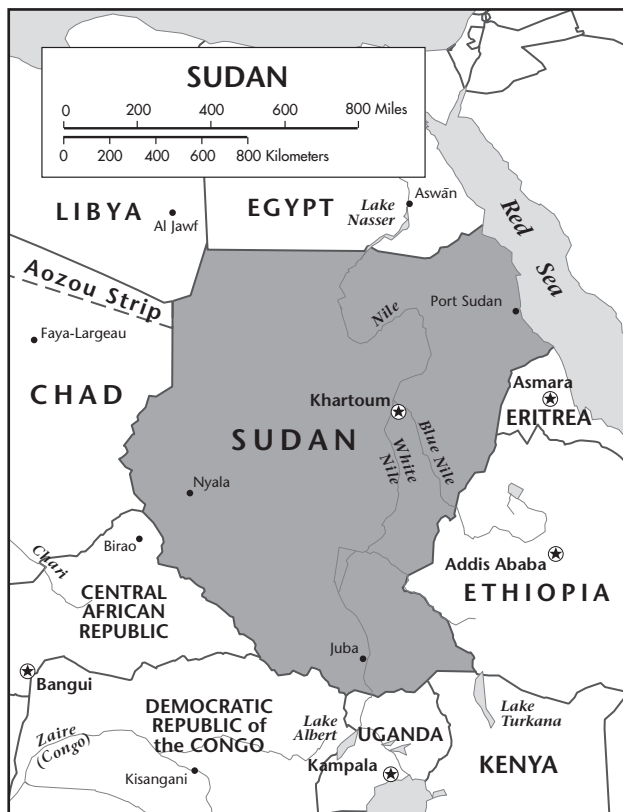 SUDAN
0 200 400 600 800 Miles
0 200 400 600 800 Kilometers
LIBYA
Al Jawf
EGYPT
Lake
Nasser
Aswān
Red
Sea
Aozou Strip
Faya-Largeau
CHAD
Nile
Port Sudan
Khartoum
SUDAN
White
Nile
Blue Nile
Asmara
ERITREA
Nyala
Birao
Chari
CENTRAL
AFRICAN
REPUBLIC
Addis Ababa
ETHIOPIA
Juba
Bangui
DEMOCRATIC
REPUBLIC of
the CONGO
Zaire
(Congo)
Kisangani
Lake
Albert
UGANDA
Kampala
Lake
Turkana
KENYA